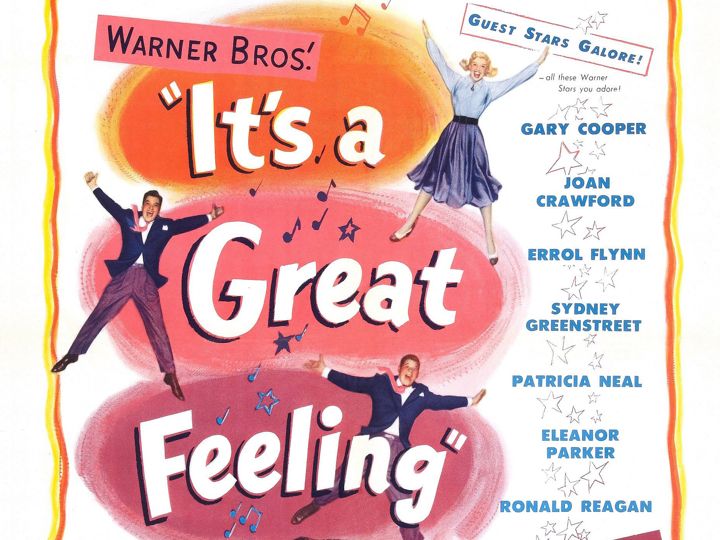 WARNER BROS.'
"It's a
Great
Feeling"
GUEST STARS GALORE!
—all these Warner
Stars you adore!
GARY COOPER
JOAN
CRAWFORD
ERROL FLYNN
SYDNEY
GREENSTREET
PATRICIA NEAL
ELEANOR
PARKER
RONALD REAGAN